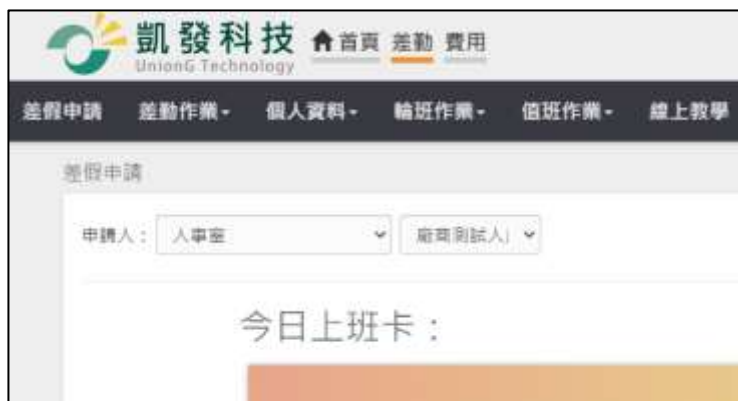 凱發科技 首頁 差勤 費用
UnionG Technology
差假申請 差勤作業 個人資料 輪班作業 值班作業 線上教學
差假申請
申請人: 人事室 廠商測試人
今日上班卡: